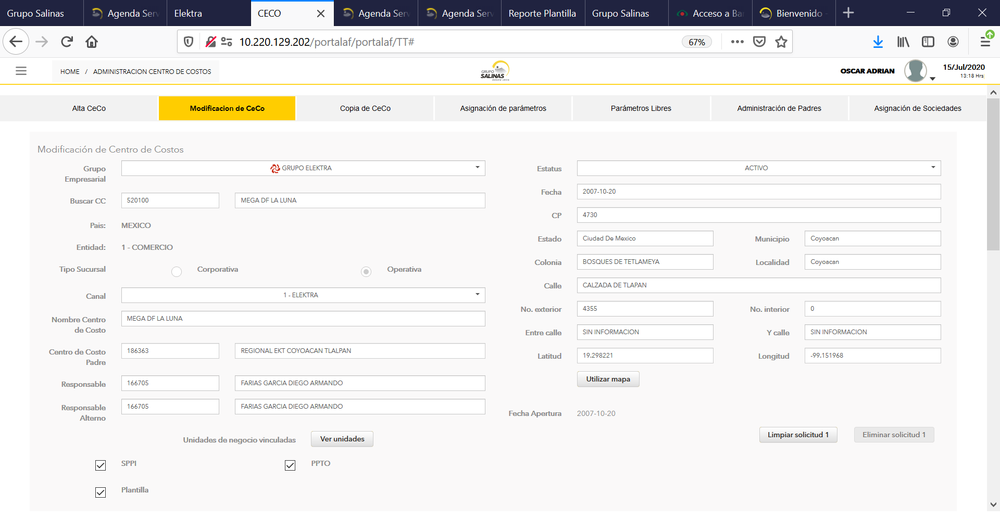 Grupo Salinas
Agenda Serv
Elektra
CECO
Agenda Serv
Agenda Serv
Reporte Plantilla
Grupo Salinas
Acceso a Ba
Bienvenido
10.220.129.202/portalaf/portalaf/TT#
67%
HOME / ADMINISTRACION CENTRO DE COSTOS
GRUPO
SALINAS
DESDE 1906
OSCAR ADRIAN
15/Jul/2020
13:18 Hrs
Alta CeCo
Modificacion de CeCo
Copia de CeCo
Asignación de parámetros
Parámetros Libres
Administración de Padres
Asignación de Sociedades
Modificación de Centro de Costos
Grupo
Empresarial
GRUPO ELEKTRA
Buscar CC
520100
MEGA DF LA LUNA
Pais:
MEXICO
Entidad:
1 - COMERCIO
Tipo Sucursal
Corporativa
Operativa
Canal
1 - ELEKTRA
Nombre Centro
de Costo
MEGA DF LA LUNA
Centro de Costo
Padre
186363
REGIONAL EKT COYOACAN TLALPAN
Responsable
166705
FARIAS GARCIA DIEGO ARMANDO
Responsable
Alterno
166705
FARIAS GARCIA DIEGO ARMANDO
Unidades de negocio vinculadas
Ver unidades
SPPI
PPTO
Plantilla
Estatus
ACTIVO
Fecha
2007-10-20
CP
4730
Estado
Ciudad De Mexico
Municipio
Coyoacan
Colonia
BOSQUES DE TETLAMEYA
Localidad
Coyoacan
Calle
CALZADA DE TLAPAN
No. exterior
4355
No. interior
0
Entre calle
SIN INFORMACION
Y calle
SIN INFORMACION
Latitud
19.298221
Longitud
-99.151968
Utilizar mapa
Fecha Apertura
2007-10-20
Limpiar solicitud 1
Eliminar solicitud 1